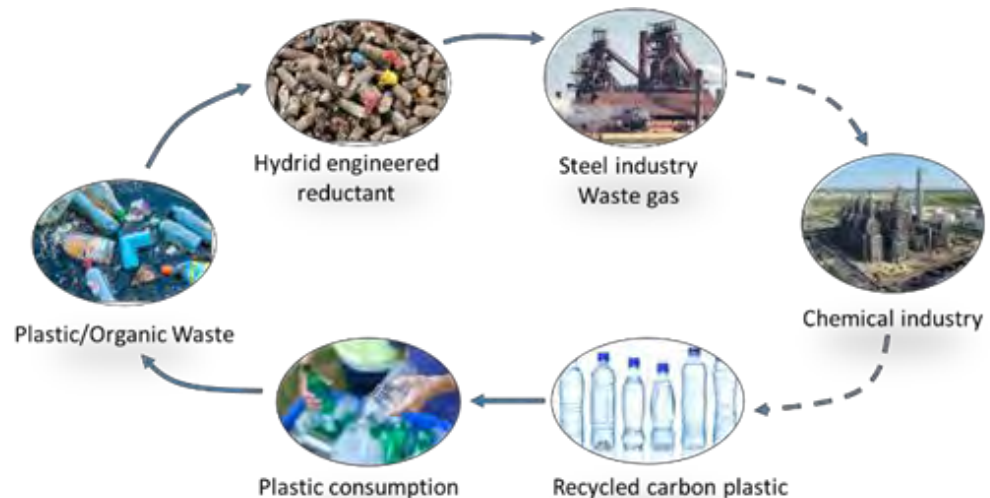 Hydrid engineered
reductant
Steel industry
Waste gas
Plastic/Organic Waste
Chemical industry
Plastic consumption
Recycled carbon plastic